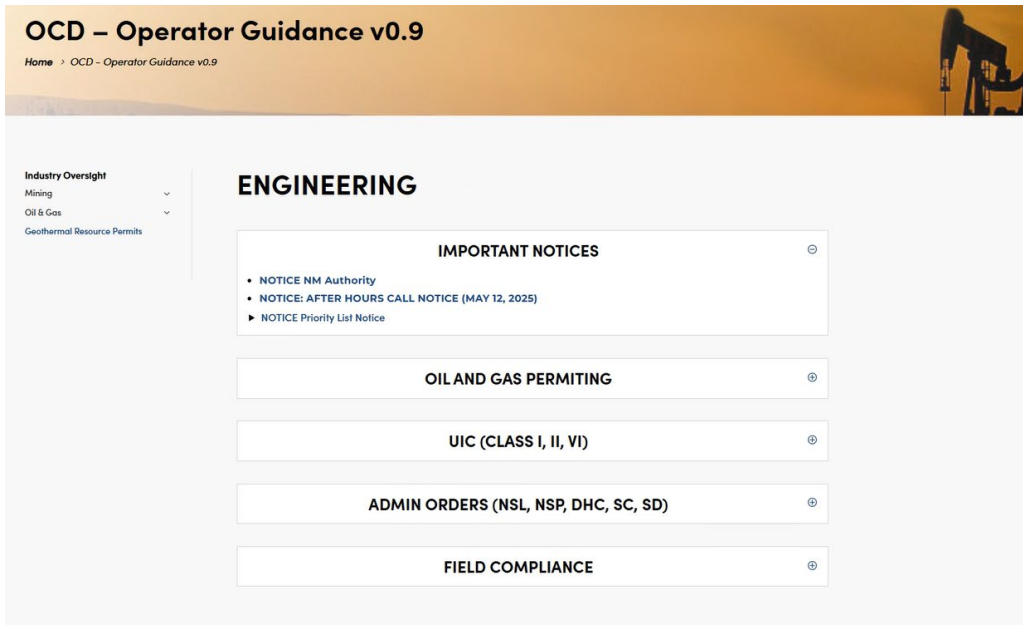 OCD – Operator Guidance v0.9
Home > OCD - Operator Guidance v0.9
Industry Oversight
Mining
Oil & Gas
Geothermal Resource Permits
ENGINEERING
IMPORTANT NOTICES
• NOTICE NM Authority
• NOTICE: AFTER HOURS CALL NOTICE (MAY 12, 2025)
▶ NOTICE Priority List Notice
OIL AND GAS PERMITING
UIC (CLASS I, II, VI)
ADMIN ORDERS (NSL, NSP, DHC, SC, SD)
FIELD COMPLIANCE